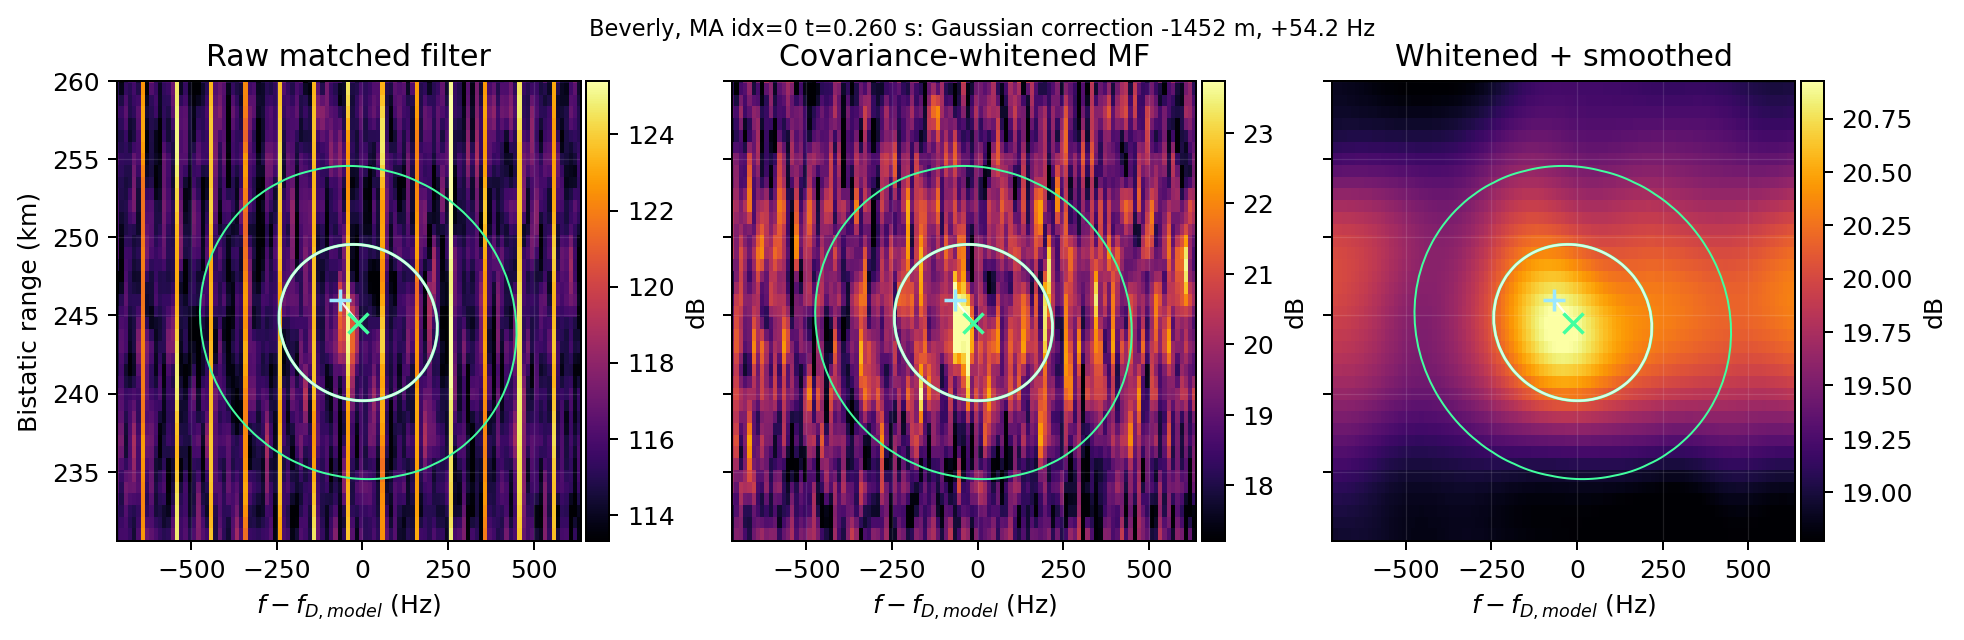 Beverly, MA idx=0 t=0.260 s: Gaussian correction -1452 m, +54.2 Hz
Raw matched filter
Covariance-whitened MF
Whitened + smoothed
Bistatic range (km)
260
255
250
245
240
235
−500 −250 0 250 500
f − f_{D, model} (Hz)
124
122
120
118
116
114
dB
−500 −250 0 250 500
f − f_{D, model} (Hz)
23
22
21
20
19
18
dB
−500 −250 0 250 500
f − f_{D, model} (Hz)
20.75
20.50
20.25
20.00
19.75
19.50
19.25
19.00
dB